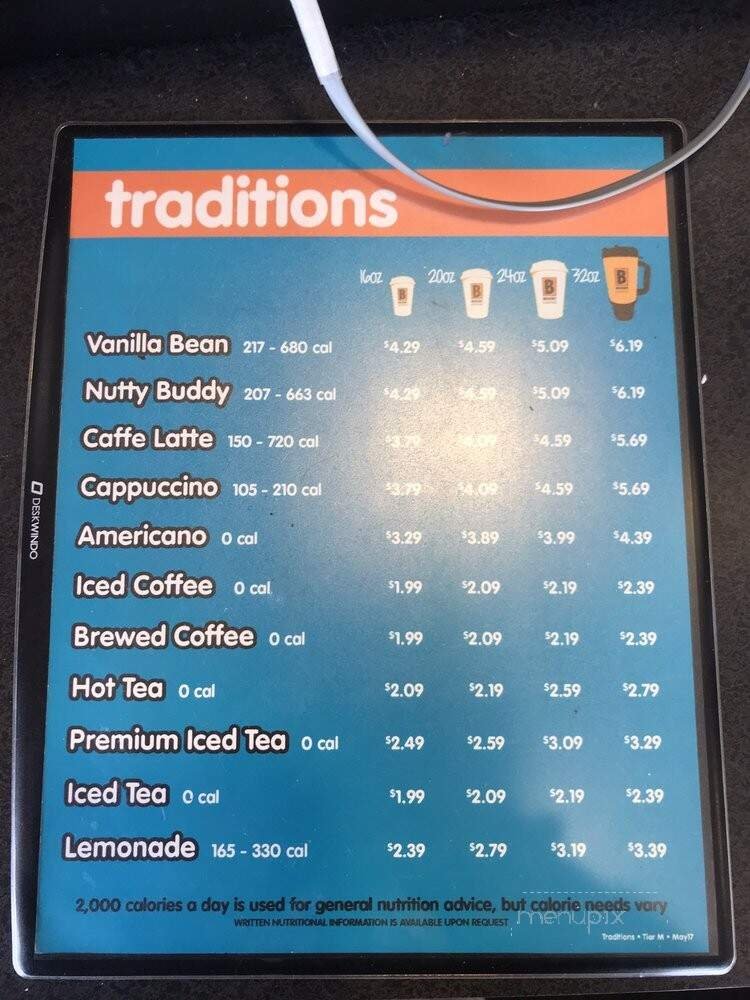 traditions
16oz 20oz 24oz 32oz
B B B B
Vanilla Bean 217 - 680 cal $4.29 $4.59 $5.09 $6.19
Nutty Buddy 207 - 663 cal $4.29 $4.59 $5.09 $6.19
Caffe Latte 150 - 720 cal $3.79 $4.09 $4.59 $5.69
Cappuccino 105 - 210 cal $3.79 $4.09 $4.59 $5.69
Americano 0 cal $3.29 $3.89 $3.99 $4.39
Iced Coffee 0 cal $1.99 $2.09 $2.19 $2.39
Brewed Coffee 0 cal $1.99 $2.09 $2.19 $2.39
Hot Tea 0 cal $2.09 $2.19 $2.59 $2.79
Premium Iced Tea 0 cal $2.49 $2.59 $3.09 $3.29
Iced Tea 0 cal $1.99 $2.09 $2.19 $2.39
Lemonade 165 - 330 cal $2.39 $2.79 $3.19 $3.39
2,000 calories a day is used for general nutrition advice, but calorie needs vary
WRITTEN NUTRITIONAL INFORMATION IS AVAILABLE UPON REQUEST
menupix
Traditions • Tier M • May17
DESKWINDO